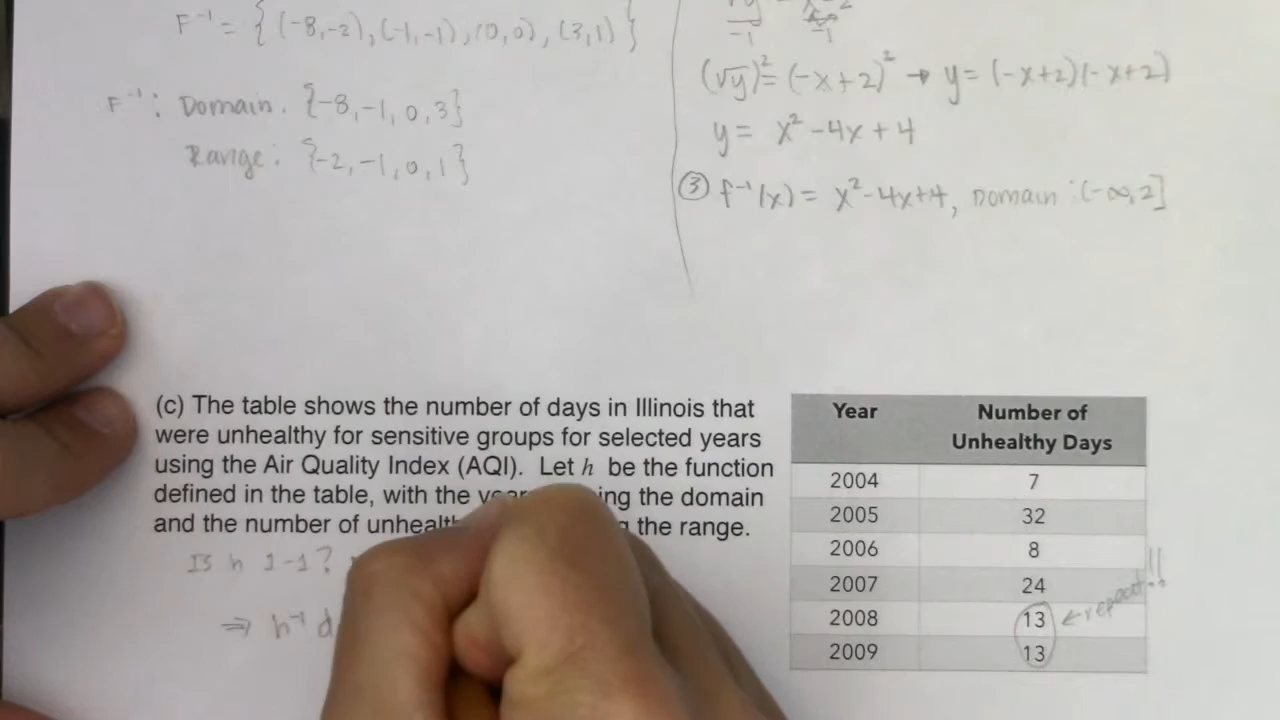 F⁻¹ = { (-8,-2), (-1,-1), (0,0), (3,1) }
F⁻¹: Domain: {-8, -1, 0, 3}
Range: {-2, -1, 0, 1}
-1 -1
(√y)² = (-x+2)² → y = (-x+2)(-x+2)
y = x² - 4x + 4
③ f⁻¹(x) = x² - 4x + 4, Domain: (-∞, 2]
(c) The table shows the number of days in Illinois that
were unhealthy for sensitive groups for selected years
using the Air Quality Index (AQI). Let h be the function
defined in the table, with the ing the domain
and the number of the range.
Is h 1-1?
⇒ h⁻¹
Year Number of
Unhealthy Days
2004 7
2005 32
2006 8
2007 24
2008 13 ← repeat!!
2009 13